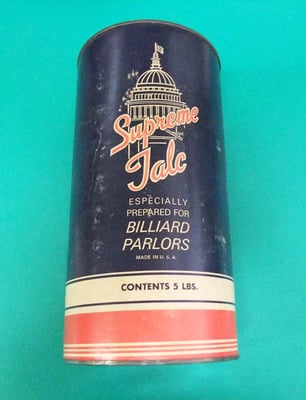 Supreme
Talc
ESPECIALLY
PREPARED FOR
BILLIARD
PARLORS
MADE IN U. S. A.
CONTENTS 5 LBS.